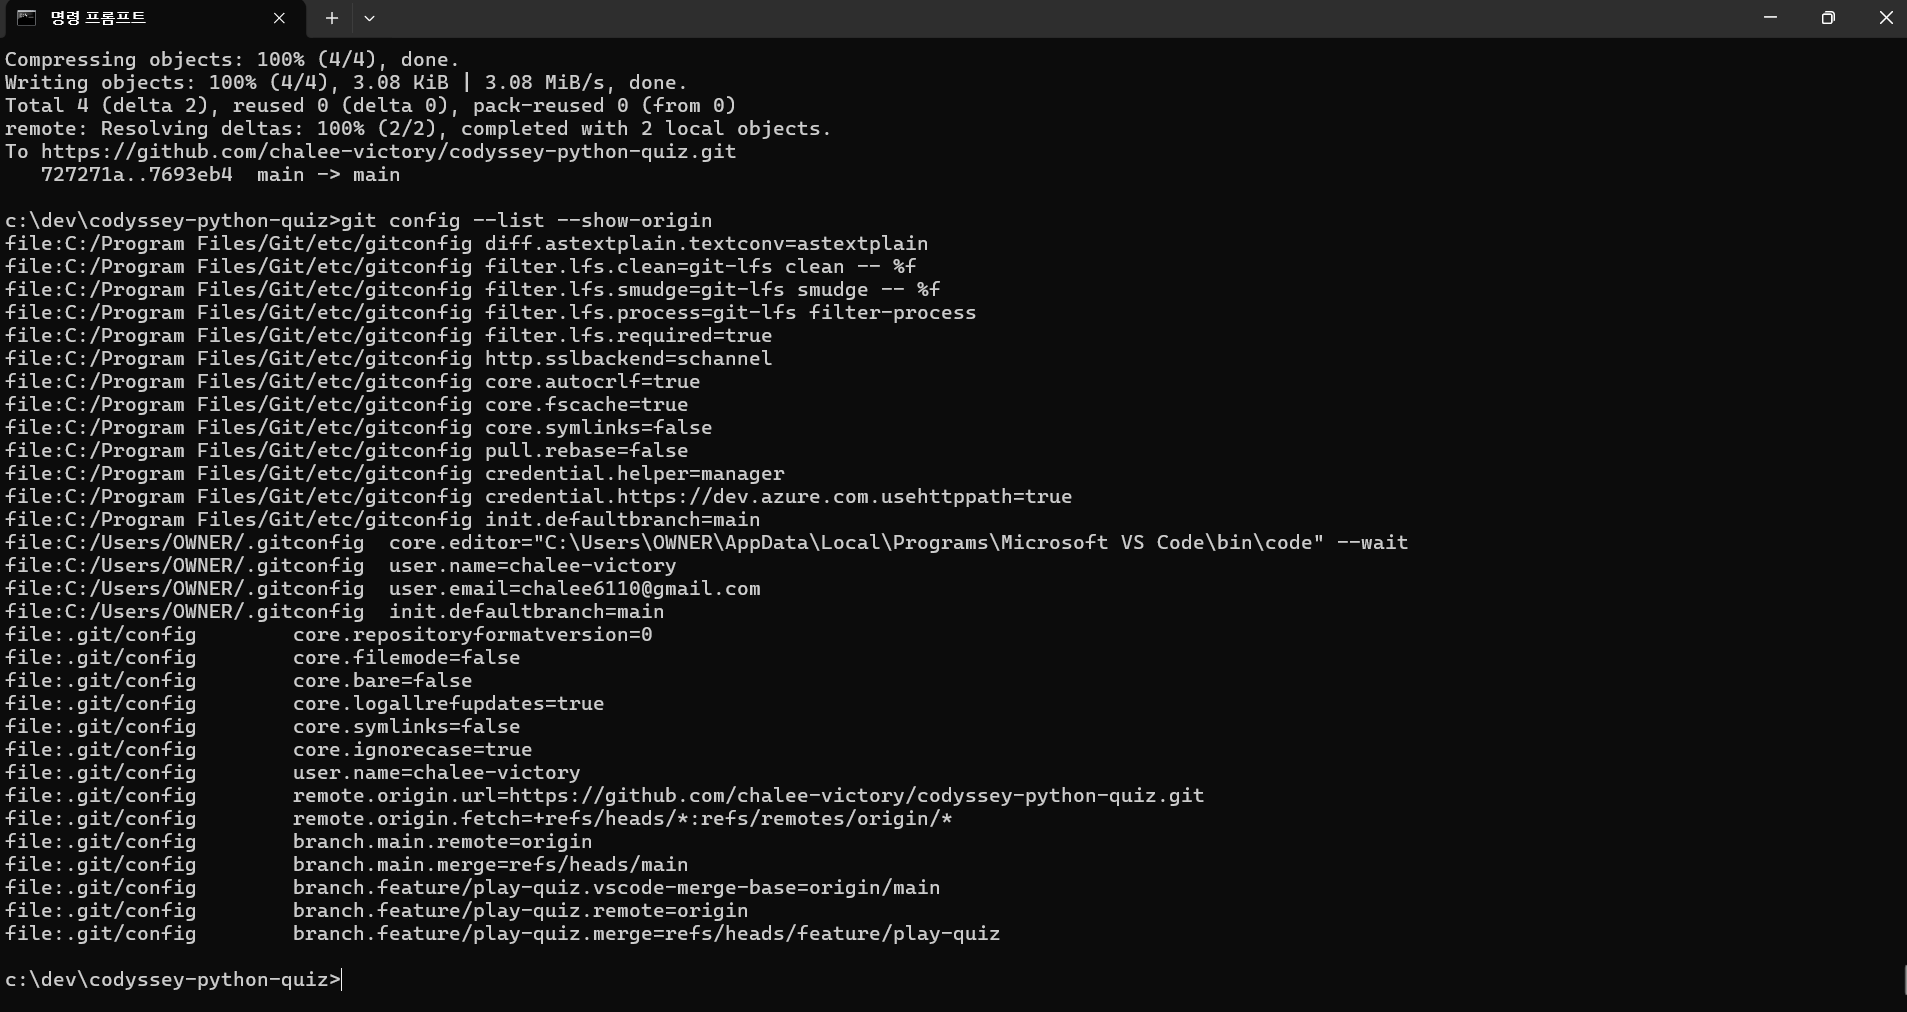 명령 프롬프트
Compressing objects: 100% (4/4), done.
Writing objects: 100% (4/4), 3.08 KiB | 3.08 MiB/s, done.
Total 4 (delta 2), reused 0 (delta 0), pack-reused 0 (from 0)
remote: Resolving deltas: 100% (2/2), completed with 2 local objects.
To https://github.com/chalee-victory/codyssey-python-quiz.git
   727271a..7693eb4  main -> main

c:\dev\codyssey-python-quiz>git config --list --show-origin
file:C:/Program Files/Git/etc/gitconfig diff.astextplain.textconv=astextplain
file:C:/Program Files/Git/etc/gitconfig filter.lfs.clean=git-lfs clean -- %f
file:C:/Program Files/Git/etc/gitconfig filter.lfs.smudge=git-lfs smudge -- %f
file:C:/Program Files/Git/etc/gitconfig filter.lfs.process=git-lfs filter-process
file:C:/Program Files/Git/etc/gitconfig filter.lfs.required=true
file:C:/Program Files/Git/etc/gitconfig http.sslbackend=schannel
file:C:/Program Files/Git/etc/gitconfig core.autocrlf=true
file:C:/Program Files/Git/etc/gitconfig core.fscache=true
file:C:/Program Files/Git/etc/gitconfig core.symlinks=false
file:C:/Program Files/Git/etc/gitconfig pull.rebase=false
file:C:/Program Files/Git/etc/gitconfig credential.helper=manager
file:C:/Program Files/Git/etc/gitconfig credential.https://dev.azure.com.usehttppath=true
file:C:/Program Files/Git/etc/gitconfig init.defaultbranch=main
file:C:/Users/OWNER/.gitconfig  core.editor="C:\Users\OWNER\AppData\Local\Programs\Microsoft VS Code\bin\code" --wait
file:C:/Users/OWNER/.gitconfig  user.name=chalee-victory
file:C:/Users/OWNER/.gitconfig  user.email=chalee6110@gmail.com
file:C:/Users/OWNER/.gitconfig  init.defaultbranch=main
file:.git/config        core.repositoryformatversion=0
file:.git/config        core.filemode=false
file:.git/config        core.bare=false
file:.git/config        core.logallrefupdates=true
file:.git/config        core.symlinks=false
file:.git/config        core.ignorecase=true
file:.git/config        user.name=chalee-victory
file:.git/config        remote.origin.url=https://github.com/chalee-victory/codyssey-python-quiz.git
file:.git/config        remote.origin.fetch=+refs/heads/*:refs/remotes/origin/*
file:.git/config        branch.main.remote=origin
file:.git/config        branch.main.merge=refs/heads/main
file:.git/config        branch.feature/play-quiz.vscode-merge-base=origin/main
file:.git/config        branch.feature/play-quiz.remote=origin
file:.git/config        branch.feature/play-quiz.merge=refs/heads/feature/play-quiz

c:\dev\codyssey-python-quiz>